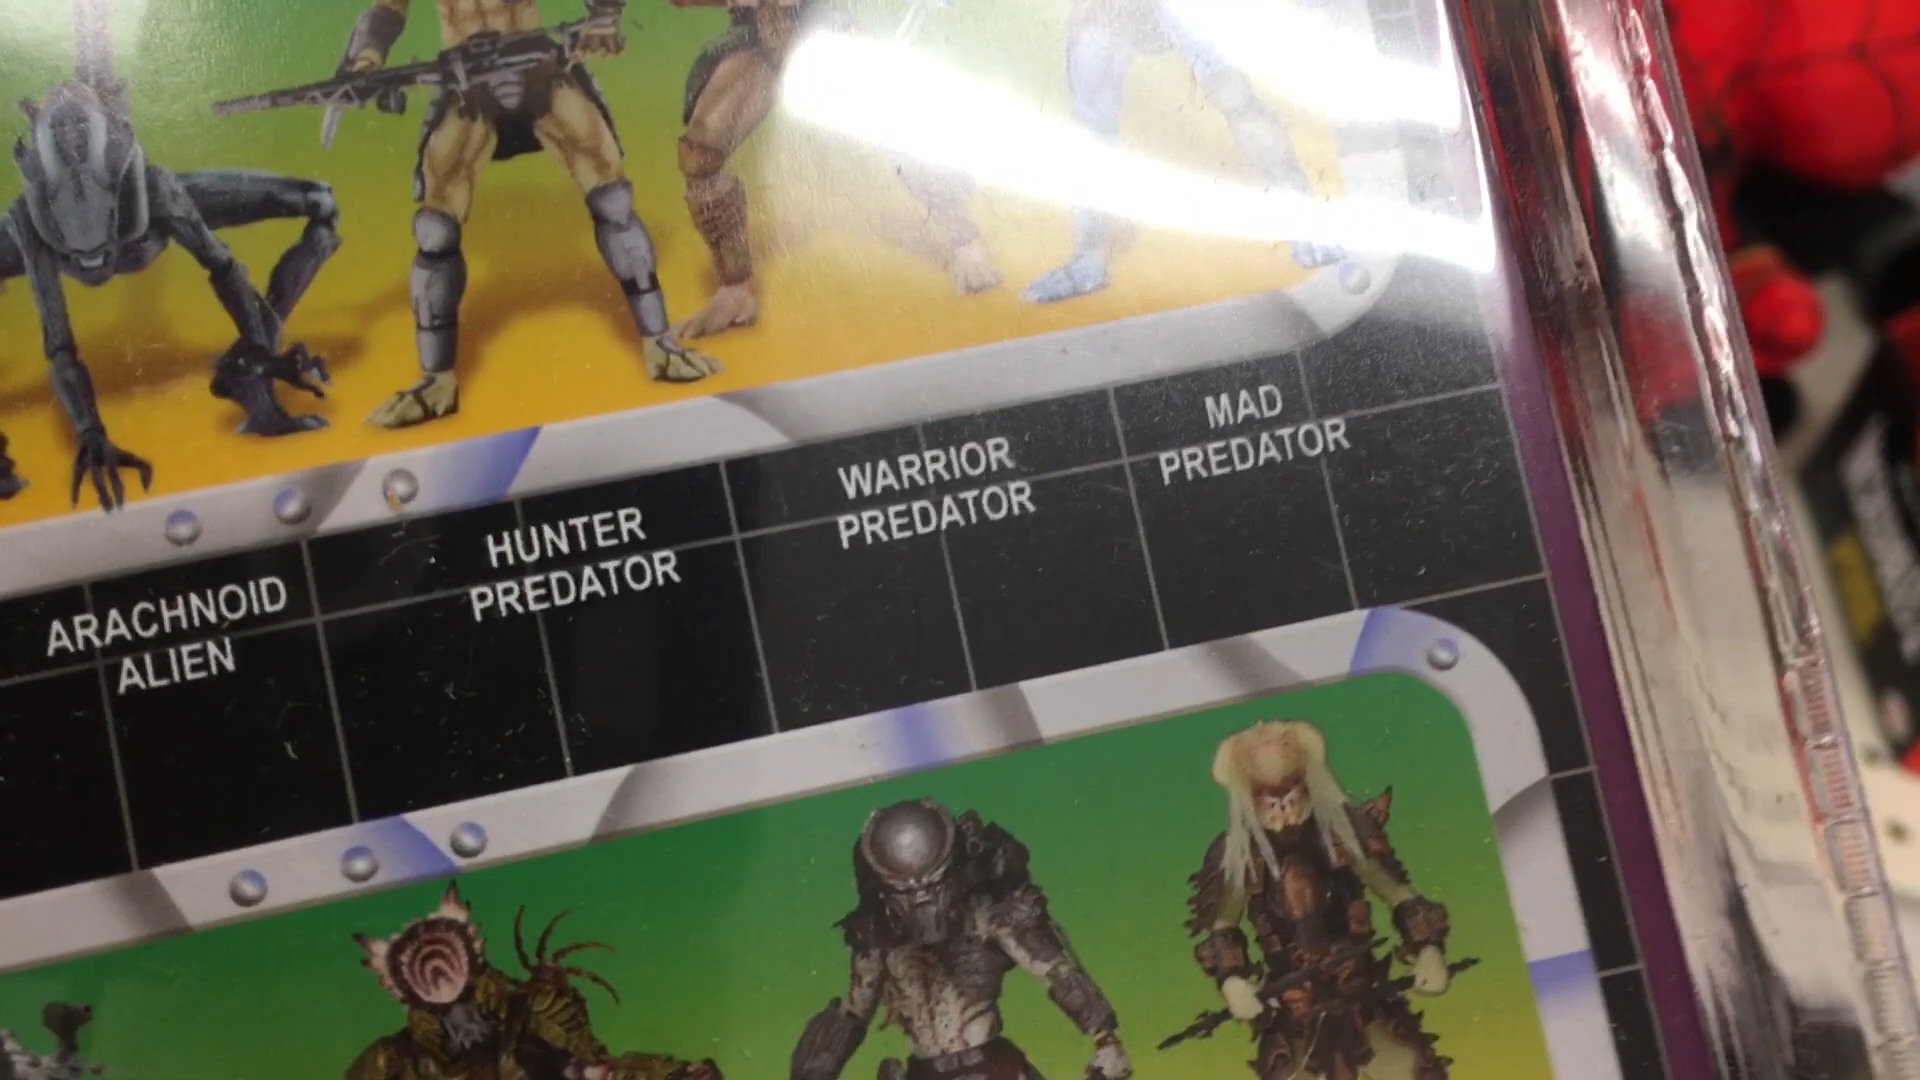 ARACHNOID
ALIEN
HUNTER
PREDATOR
WARRIOR
PREDATOR
MAD
PREDATOR